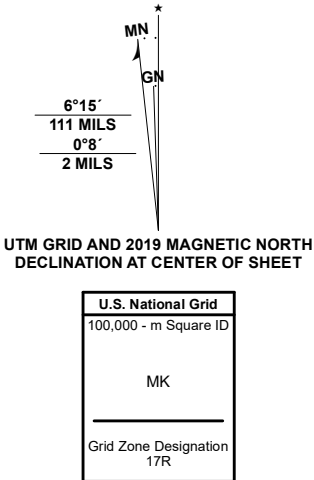 ★
MN
GN
6°15´
111 MILS
0°8´
2 MILS
UTM GRID AND 2019 MAGNETIC NORTH
DECLINATION AT CENTER OF SHEET
U.S. National Grid
100,000 - m Square ID
MK
Grid Zone Designation
17R